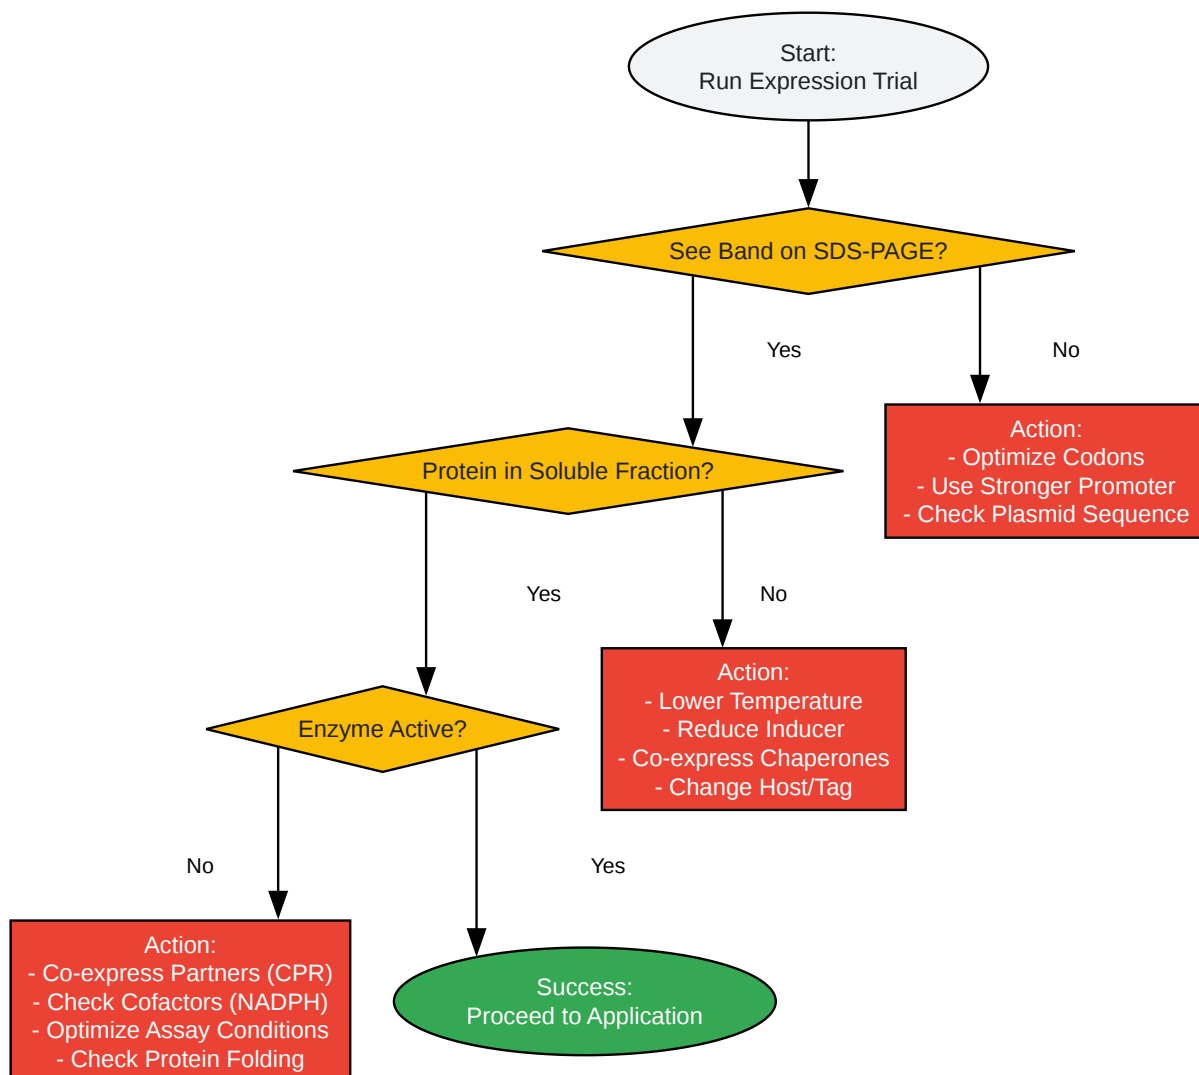 Start:
Run Expression Trial
See Band on SDS-PAGE?
Yes
No
Action:
- Optimize Codons
- Use Stronger Promoter
- Check Plasmid Sequence
Protein in Soluble Fraction?
Yes
No
Action:
- Lower Temperature
- Reduce Inducer
- Co-express Chaperones
- Change Host/Tag
Enzyme Active?
No
Yes
Action:
- Co-express Partners (CPR)
- Check Cofactors (NADPH)
- Optimize Assay Conditions
- Check Protein Folding
Success:
Proceed to Application